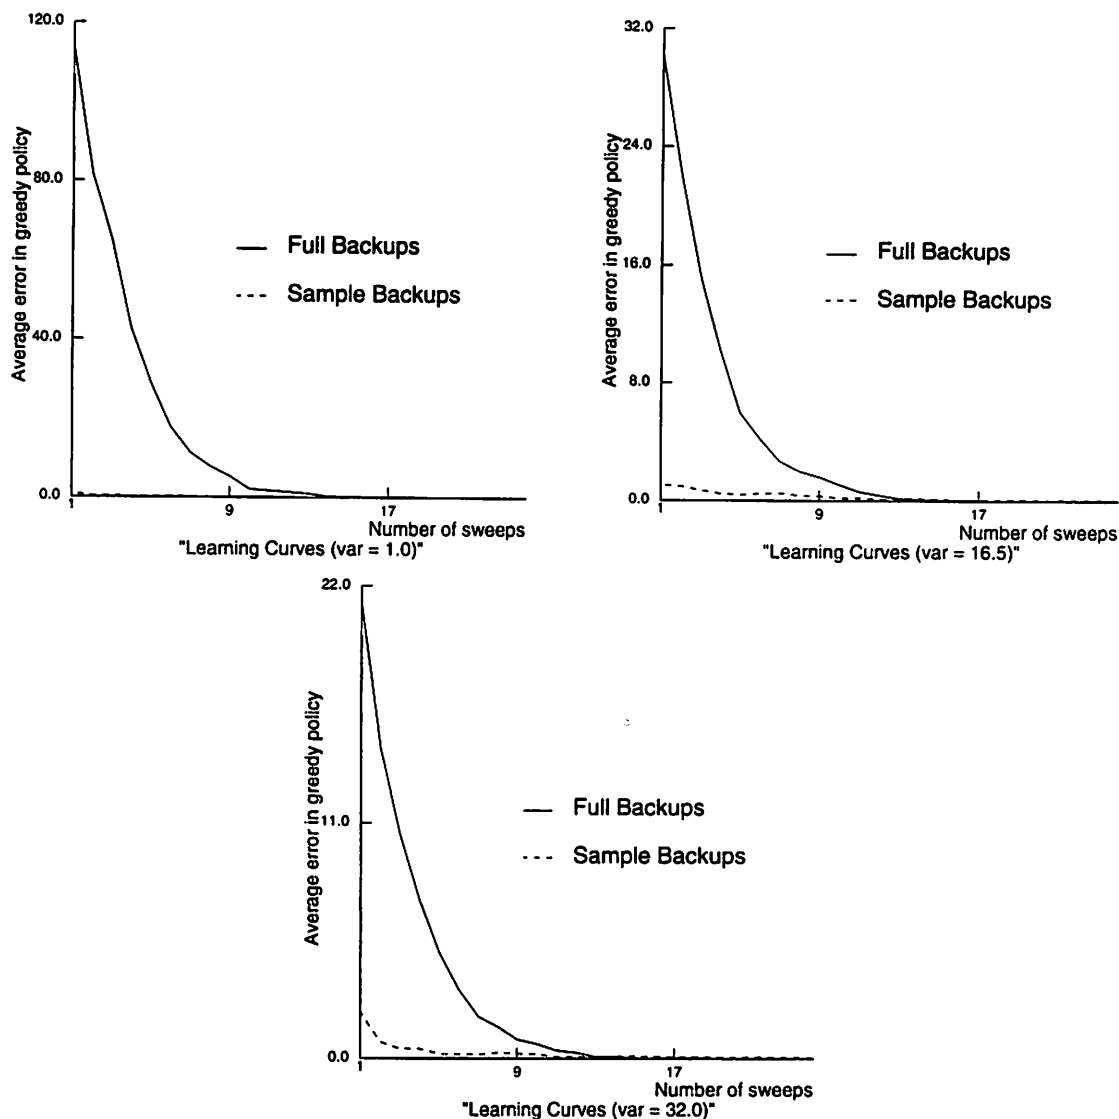 120.0
80.0
40.0
0.0
Average error in greedy policy
Full Backups
Sample Backups
1
9
17
Number of sweeps
"Learning Curves (var = 1.0)"
32.0
24.0
16.0
8.0
0.0
Average error in greedy policy
Full Backups
Sample Backups
1
9
17
Number of sweeps
"Learning Curves (var = 16.5)"
22.0
11.0
0.0
Average error in greedy policy
Full Backups
Sample Backups
1
9
17
Number of sweeps
"Learning Curves (var = 32.0)"